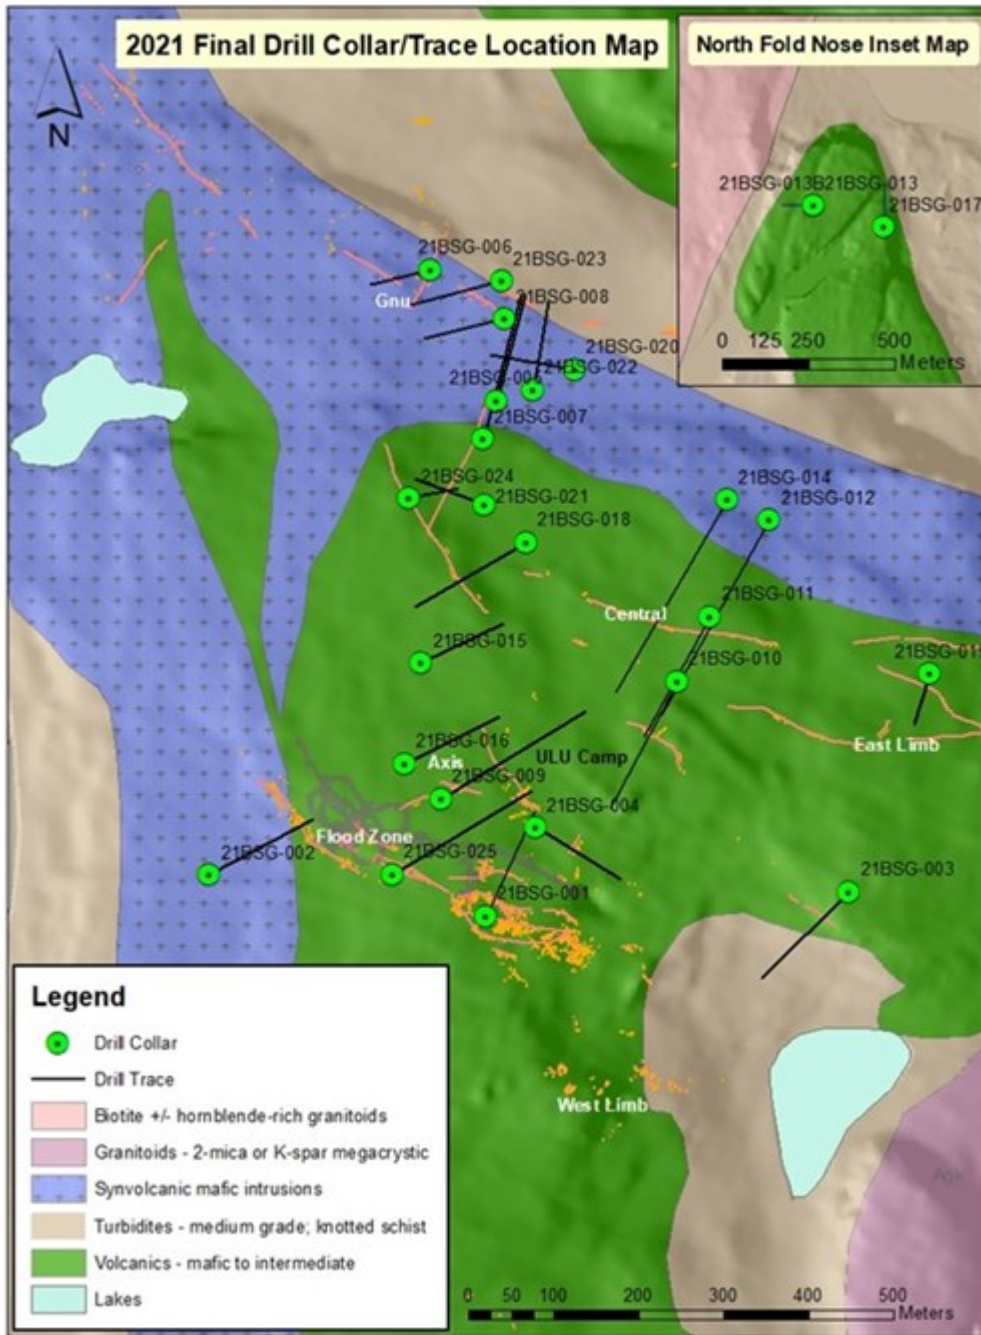 2021 Final Drill Collar/Trace Location Map
North Fold Nose Inset Map
N
21BSG-013B21BSG-013
21BSG-017
0 125 250 500
Meters
21BSG-006
21BSG-023
Gnu
21BSG-008
21BSG-020
21BSG-022
21BSG-007
21BSG-024
21BSG-021
21BSG-014
21BSG-012
21BSG-018
Central
21BSG-011
21BSG-015
21BSG-010
East Limb
21BSG-016
Axis
ULU Camp
21BSG-009
21BSG-004
Flood Zone
21BSG-002
21BSG-025
21BSG-003
21BSG-001
West Limb
Legend
Drill Collar
Drill Trace
Biotite +/- hornblende-rich granitoids
Granitoids - 2-mica or K-spar megacrystic
Synvolcanic mafic intrusions
Turbidites - medium grade; knotted schist
Volcanics - mafic to intermediate
Lakes
0 50 100 200 300 400 500
Meters